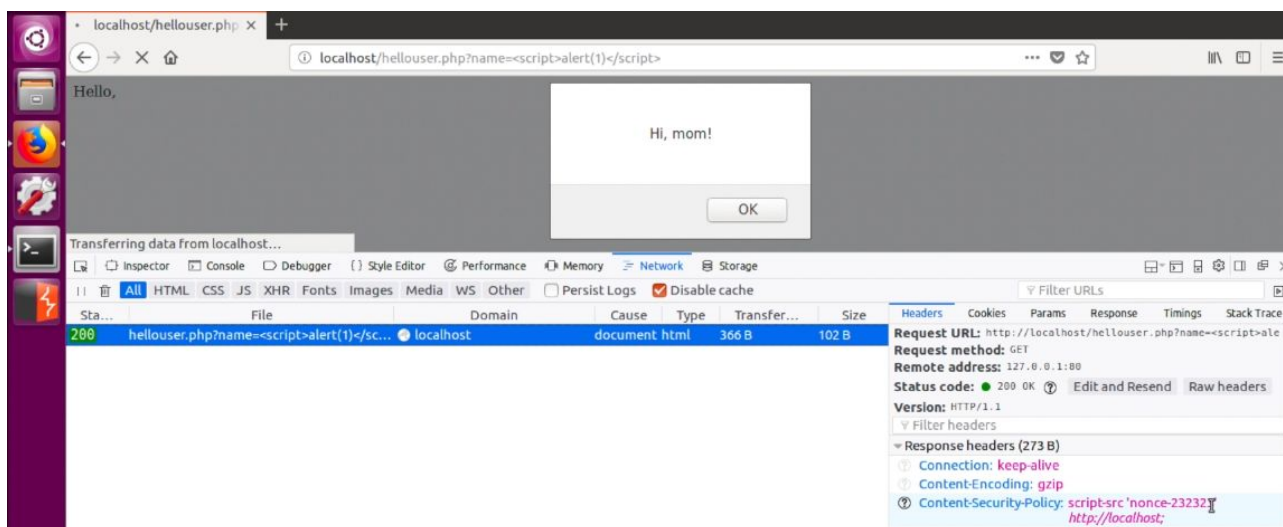 localhost/hellouser.php
localhost/hellouser.php?name=<script>alert(1)</script>
Hello,
Hi, mom!
OK
Transferring data from localhost...
Inspector Console Debugger {} Style Editor Performance Memory Network Storage
All HTML CSS JS XHR Fonts Images Media WS Other Persist Logs Disable cache Filter URLs
Sta... File Domain Cause Type Transfer... Size Headers Cookies Params Response Timings Stack Trace
200 hellouser.php?name=<script>alert(1)</sc... localhost document html 366 B 102 B
Request URL: http://localhost/hellouser.php?name=<script>ale
Request method: GET
Remote address: 127.0.0.1:80
Status code: 200 OK Edit and Resend Raw headers
Version: HTTP/1.1
Filter headers
Response headers (273 B)
Connection: keep-alive
Content-Encoding: gzip
Content-Security-Policy: script-src 'nonce-23232
http://localhost;